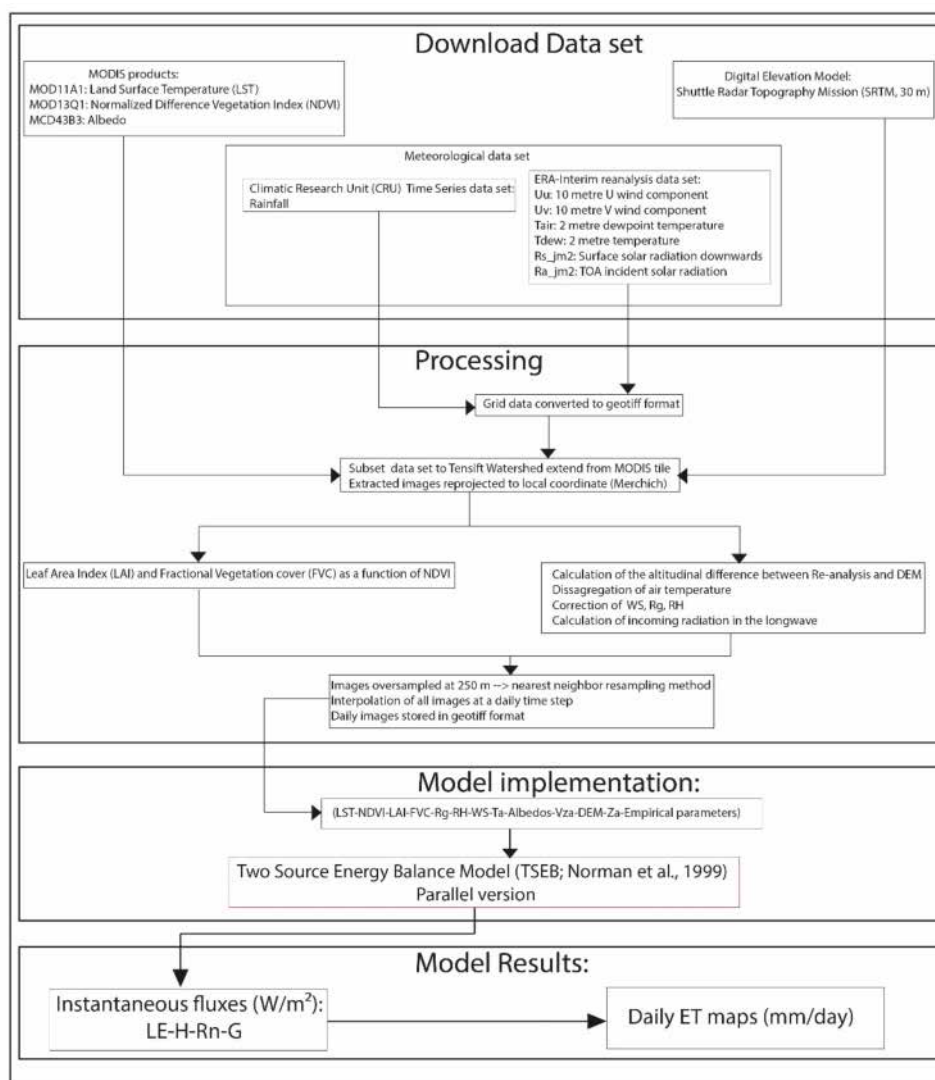 Download Data set
MODIS products:
MOD11A1: Land Surface Temperature (LST)
MOD13Q1: Normalized Difference Vegetation Index (NDVI)
MCD43B3: Albedo
Digital Elevation Model:
Shuttle Radar Topography Mission (SRTM, 30 m)
Meteorological data set
Climatic Research Unit (CRU) Time Series data set:
Rainfall
ERA-Interim reanalysis data set:
Uu: 10 metre U wind component
Uv: 10 metre V wind component
Tair: 2 metre dewpoint temperature
Tdew: 2 metre temperature
Rs_jm2: Surface solar radiation downwards
Ra_jm2: TOA incident solar radiation
Processing
Grid data converted to geotiff format
Subset data set to Tensift Watershed extend from MODIS tile
Extracted images reprojected to local coordinate (Merchich)
Leaf Area Index (LAI) and Fractional Vegetation cover (FVC) as a function of NDVI
Calculation of the altitudinal difference between Re-analysis and DEM
Dissagregation of air temperature
Correction of WS, Rg, RH
Calculation of incoming radiation in the longwave
Images oversampled at 250 m --> nearest neighbor resampling method
Interpolation of all images at a daily time step
Daily images stored in geotiff format
Model implementation:
(LST-NDVI-LAI-FVC-Rg-RH-WS-Ta-Albedos-Vza-DEM-Za-Empirical parameters)
Two Source Energy Balance Model (TSEB; Norman et al., 1999)
Parallel version
Model Results:
Instantaneous fluxes (W/m²):
LE-H-Rn-G
Daily ET maps (mm/day)